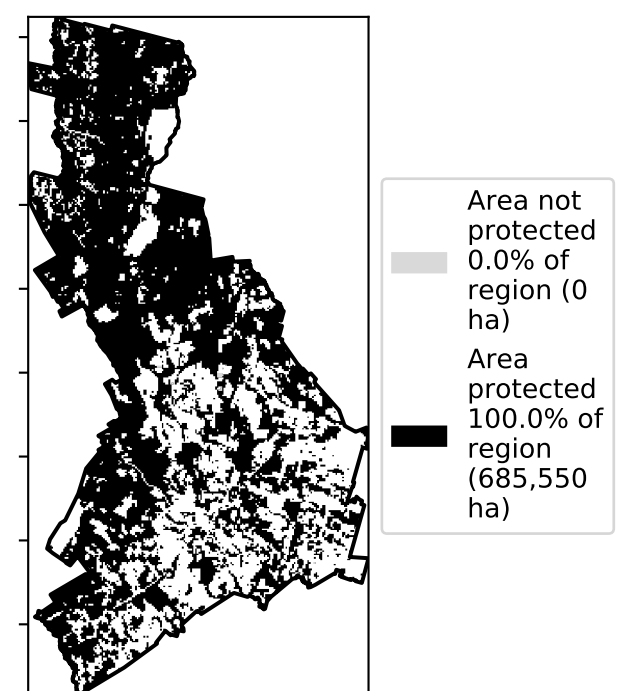 Area not
protected
0.0% of
region (0
ha)
Area
protected
100.0% of
region
(685,550
ha)